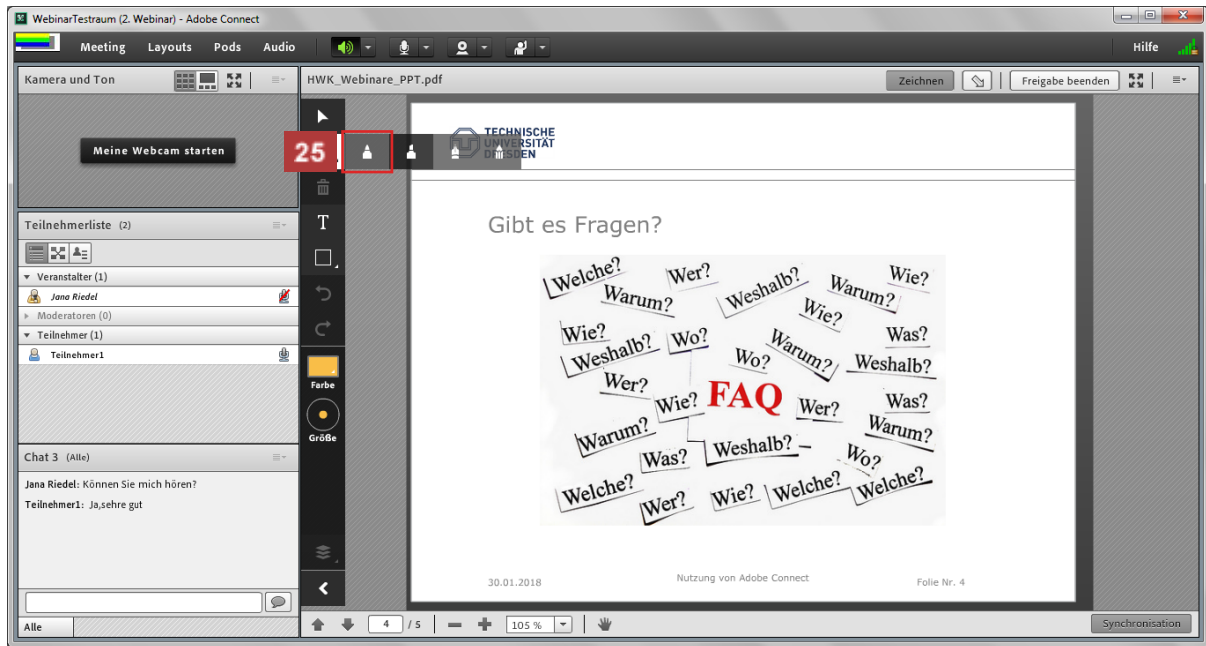 WebinarTestraum (2. Webinar) - Adobe Connect
Meeting Layouts Pods Audio Hilfe
Kamera und Ton
Meine Webcam starten
Teilnehmerliste (2)
Veranstalter (1)
Jana Riedel
Moderatoren (0)
Teilnehmer (1)
Teilnehmer1
Chat 3 (Alle)
Jana Riedel: Können Sie mich hören?
Teilnehmer1: Ja,sehre gut
Alle
HWK_Webinare_PPT.pdf
Zeichnen Freigabe beenden
25
T
Farbe
Größe
TECHNISCHE
UNIVERSITÄT
DRESDEN
Gibt es Fragen?
Welche? Wer? Weshalb? Wie?
Warum? Wie? Warum?
Wie? Wo? Warum? Was?
Weshalb? Wo? Weshalb?
Wer? Wie? FAQ Wer? Was?
Warum? Weshalb? Warum?
Was? Wo?
Welche? Wer? Wie? Welche? Welche?
30.01.2018 Nutzung von Adobe Connect Folie Nr. 4
4 / 5 105 % Synchronisation